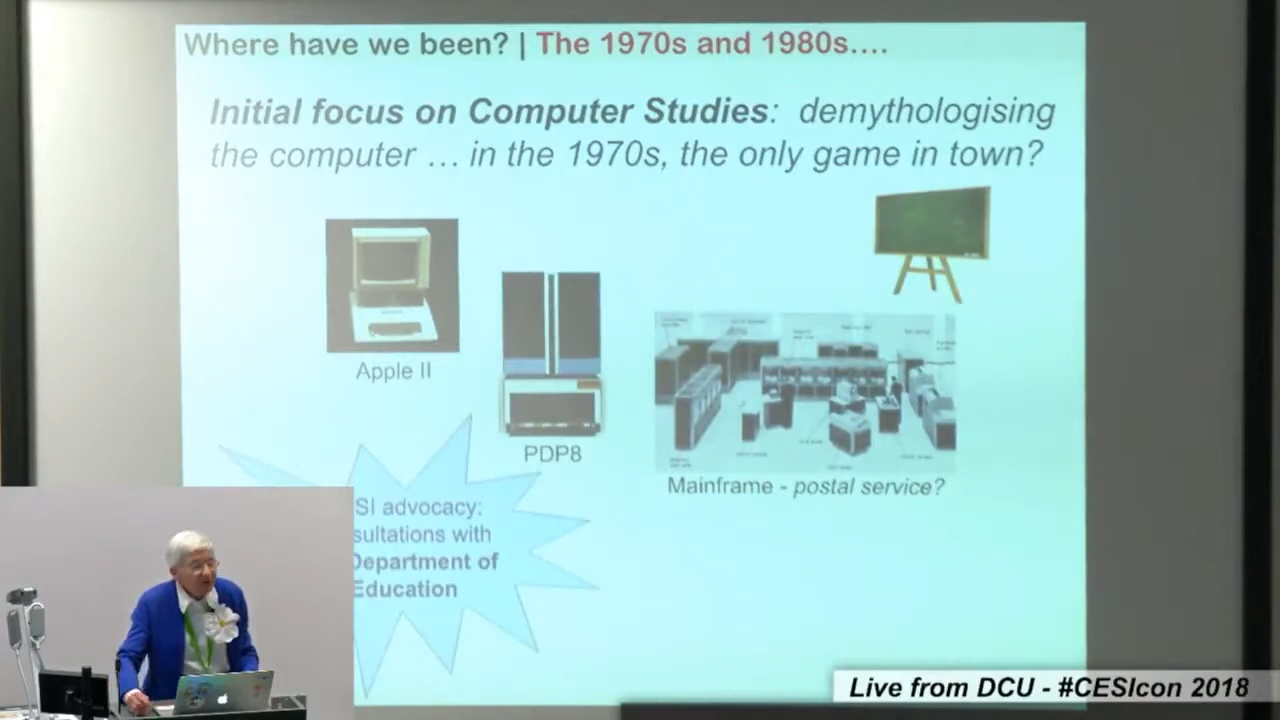 Where have we been? | The 1970s and 1980s....
Initial focus on Computer Studies: demythologising
the computer ... in the 1970s, the only game in town?
Apple II
PDP8
Mainframe - postal service?
SI advocacy:
sultations with
Department of
Education
Live from DCU - #CESIcon 2018